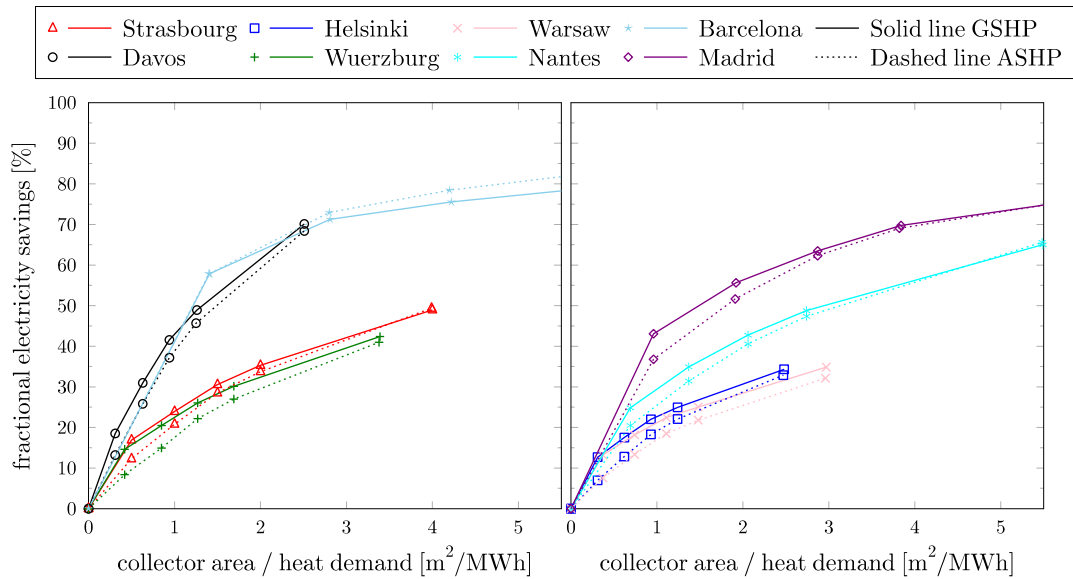 Strasbourg Helsinki Warsaw Barcelona Solid line GSHP
Davos Wuerzburg Nantes Madrid Dashed line ASHP
fractional electricity savings [%]
100
90
80
70
60
50
40
30
20
10
0
0 1 2 3 4 5 0 1 2 3 4 5
collector area / heat demand [m²/MWh] collector area / heat demand [m²/MWh]